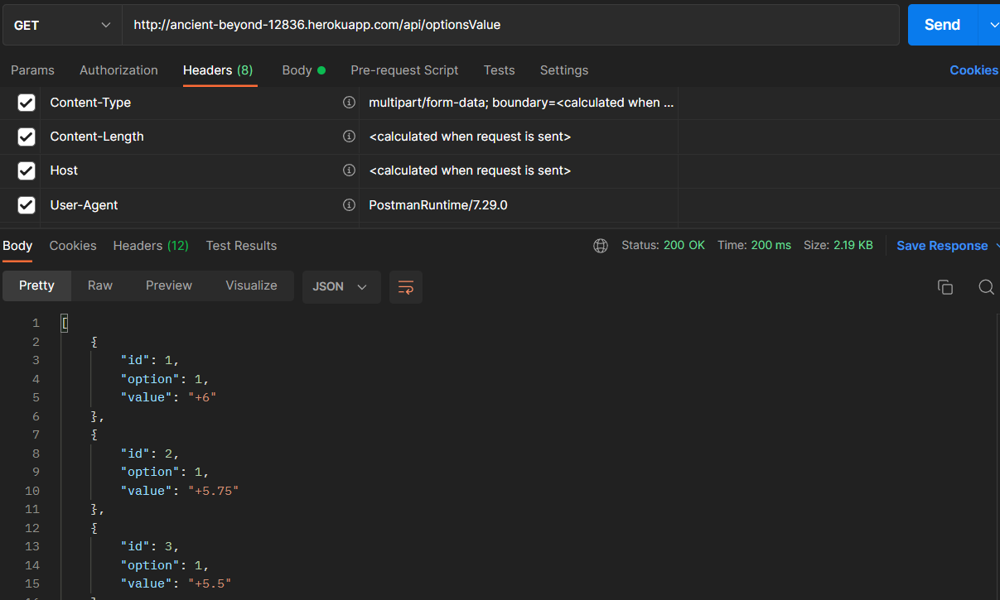 GET http://ancient-beyond-12836.herokuapp.com/api/optionsValue Send
Params Authorization Headers (8) Body Pre-request Script Tests Settings Cookies
Content-Type multipart/form-data; boundary=<calculated when ...
Content-Length <calculated when request is sent>
Host <calculated when request is sent>
User-Agent PostmanRuntime/7.29.0
Body Cookies Headers (12) Test Results Status: 200 OK Time: 200 ms Size: 2.19 KB Save Response
Pretty Raw Preview Visualize JSON
1 [
2 {
3 "id": 1,
4 "option": 1,
5 "value": "+6"
6 },
7 {
8 "id": 2,
9 "option": 1,
10 "value": "+5.75"
11 },
12 {
13 "id": 3,
14 "option": 1,
15 "value": "+5.5"